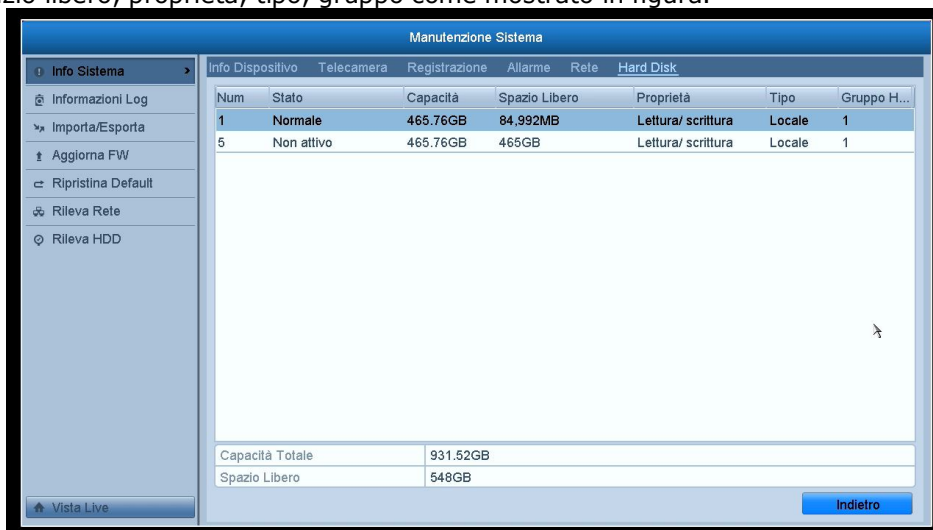 libero, proprietà, tipo, gruppo come mostrato in figura.
Manutenzione Sistema
Info Sistema
Informazioni Log
Importa/Esporta
Aggiorna FW
Ripristina Default
Rileva Rete
Rileva HDD
Vista Live
Info Dispositivo Telecamera Registrazione Allarme Rete Hard Disk
Num Stato Capacità Spazio Libero Proprietà Tipo Gruppo H...
1 Normale 465.76GB 84,992MB Lettura/ scrittura Locale 1
5 Non attivo 465.76GB 465GB Lettura/ scrittura Locale 1
Capacità Totale 931.52GB
Spazio Libero 548GB
Indietro